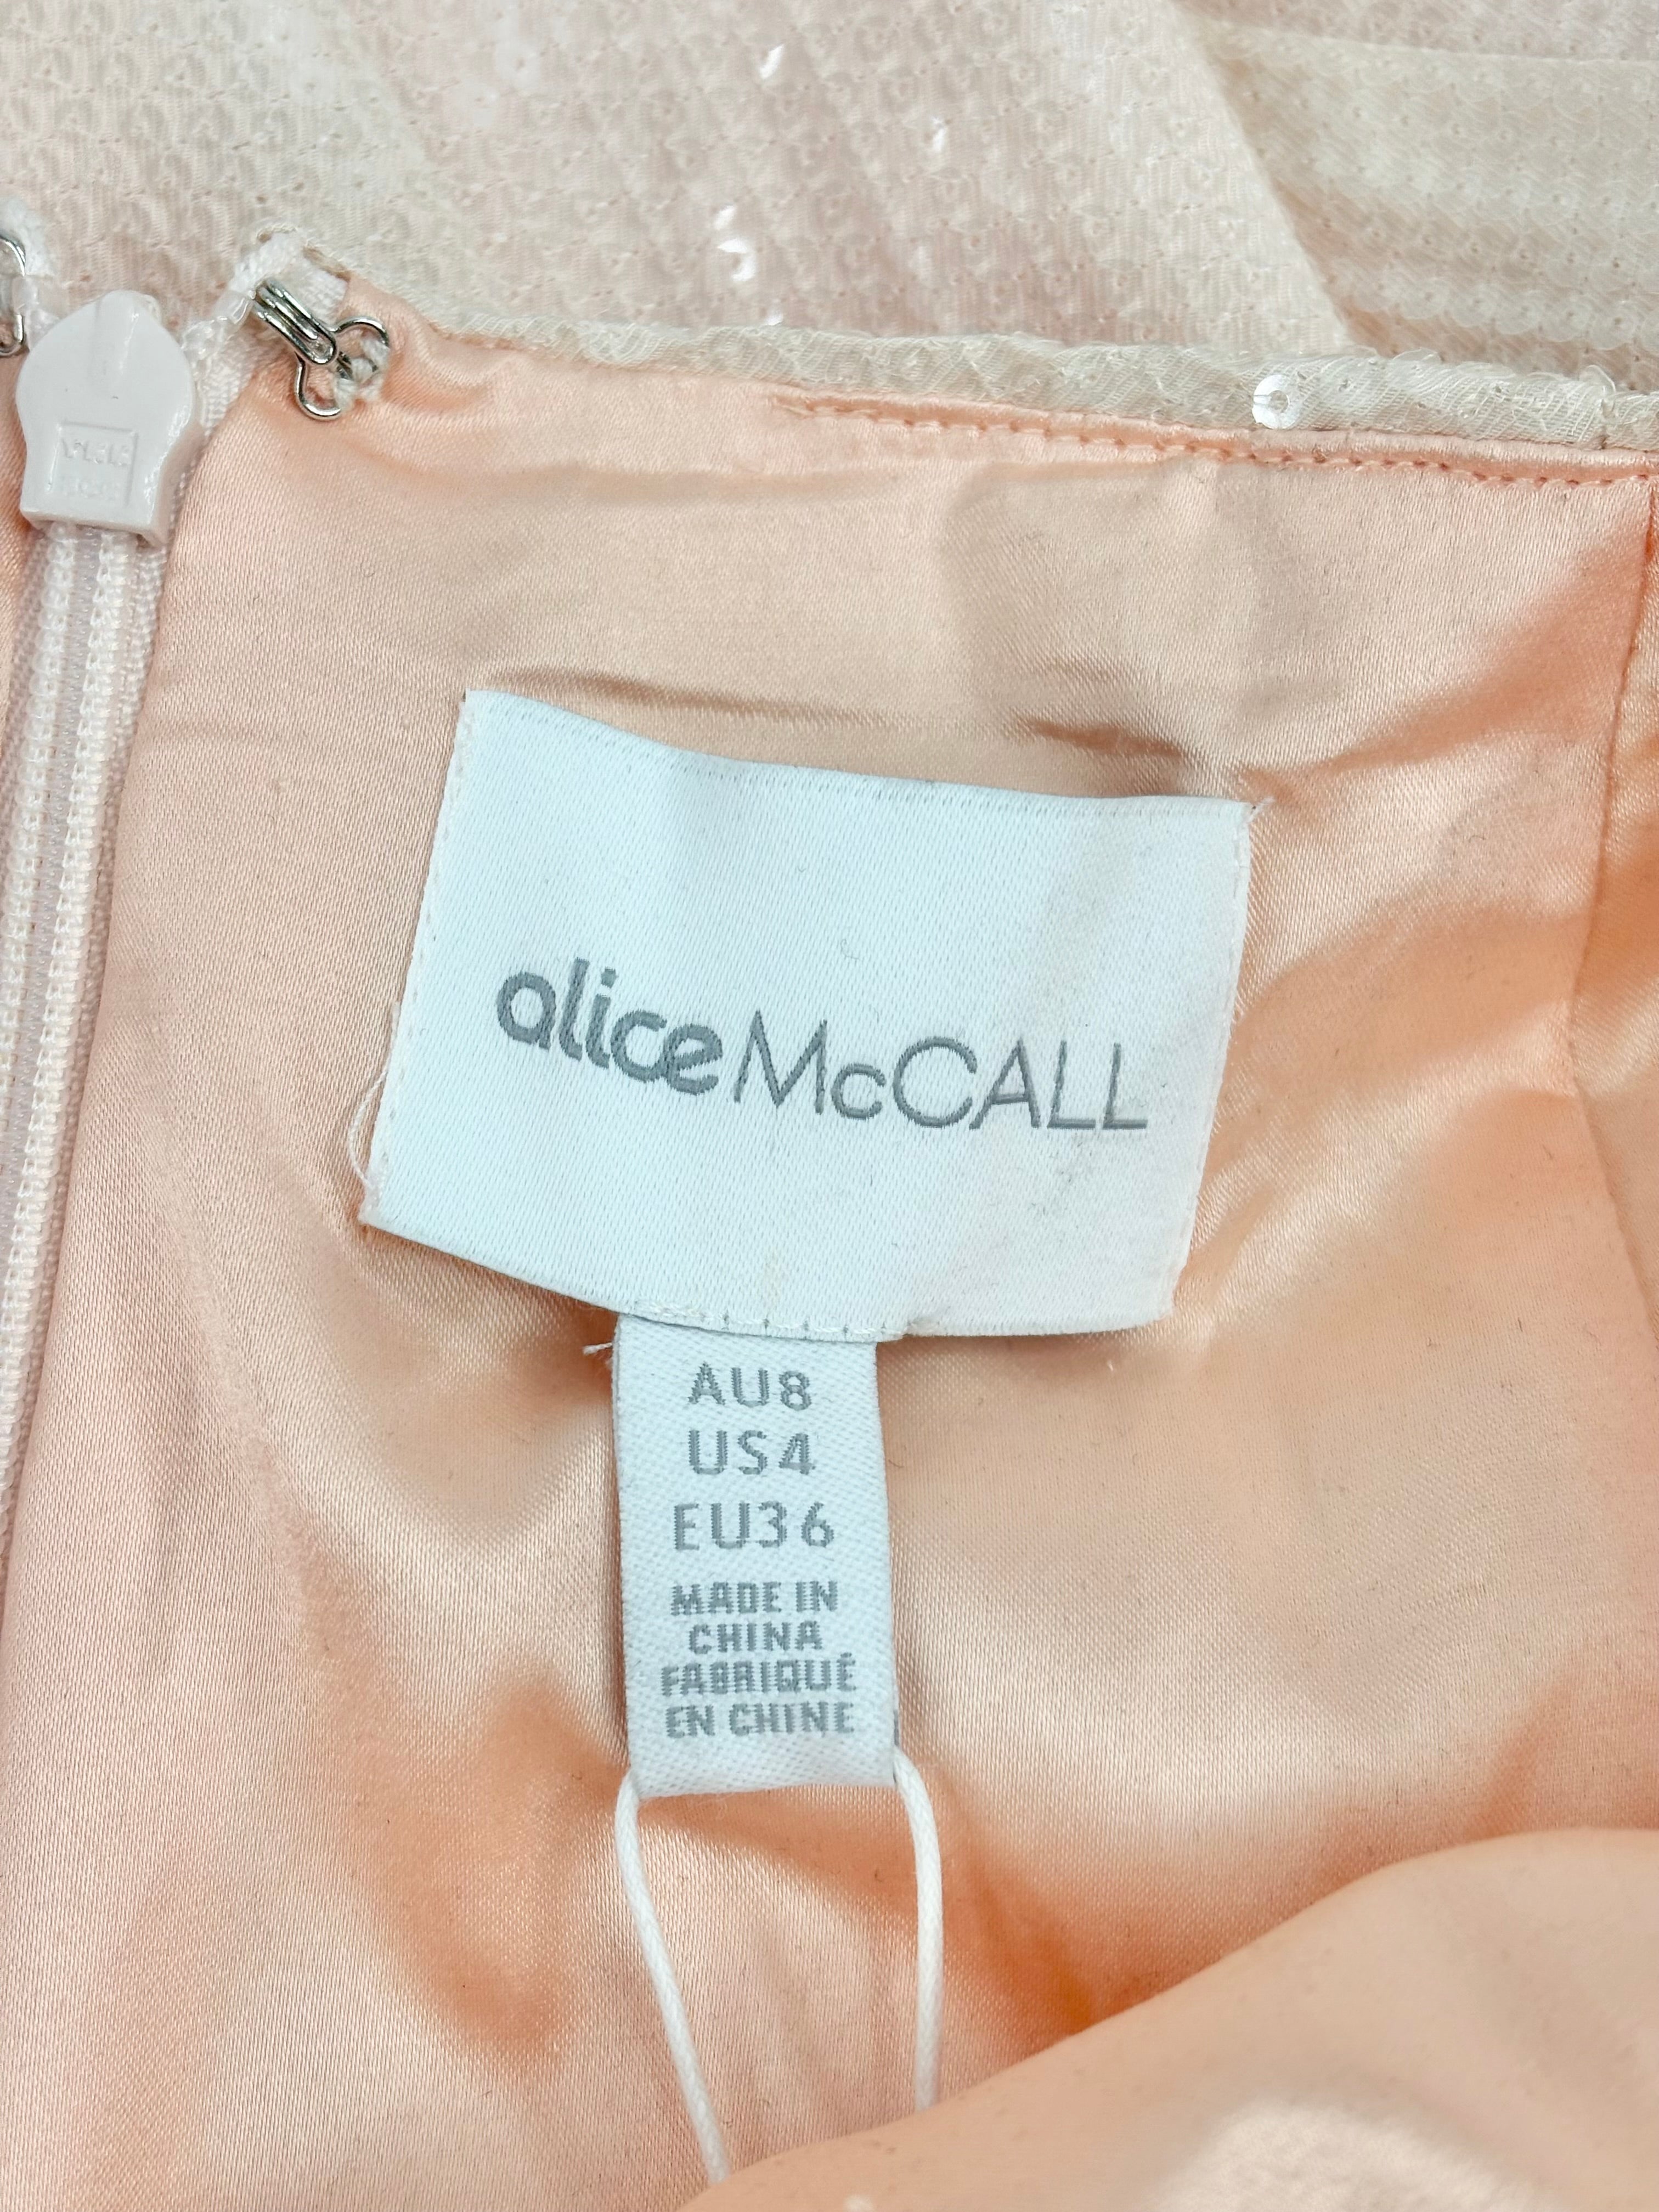 alice McCALL
AU8
US4
EU36
MADE IN
CHINA
FABRIQUÉ
EN CHINE